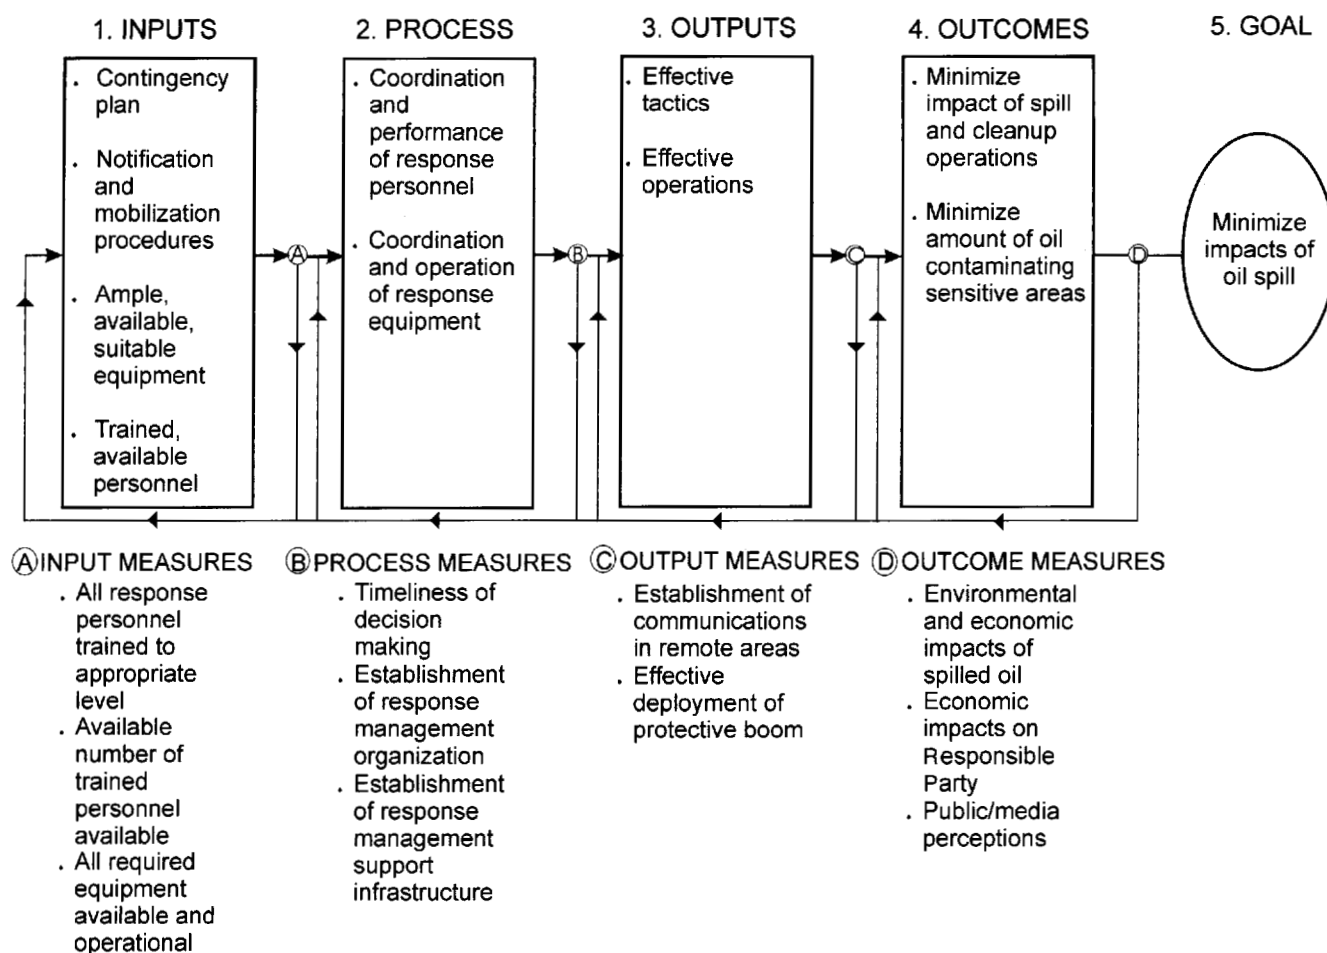 1. INPUTS
2. PROCESS
3. OUTPUTS
4. OUTCOMES
5. GOAL
. Contingency
plan
. Notification
and
mobilization
procedures
. Ample,
available,
suitable
equipment
. Trained,
available
personnel
. Coordination
and
performance
of response
personnel
. Coordination
and operation
of response
equipment
. Effective
tactics
. Effective
operations
. Minimize
impact of spill
and cleanup
operations
. Minimize
amount of oil
contaminating
sensitive areas
Minimize
impacts of
oil spill
A
B
C
D
A INPUT MEASURES
. All response
personnel
trained to
appropriate
level
. Available
number of
trained
personnel
available
. All required
equipment
available and
operational
B PROCESS MEASURES
. Timeliness of
decision
making
. Establishment
of response
management
organization
. Establishment
of response
management
support
infrastructure
C OUTPUT MEASURES
. Establishment of
communications
in remote areas
. Effective
deployment of
protective boom
D OUTCOME MEASURES
. Environmental
and economic
impacts of
spilled oil
. Economic
impacts on
Responsible
Party
. Public/media
perceptions